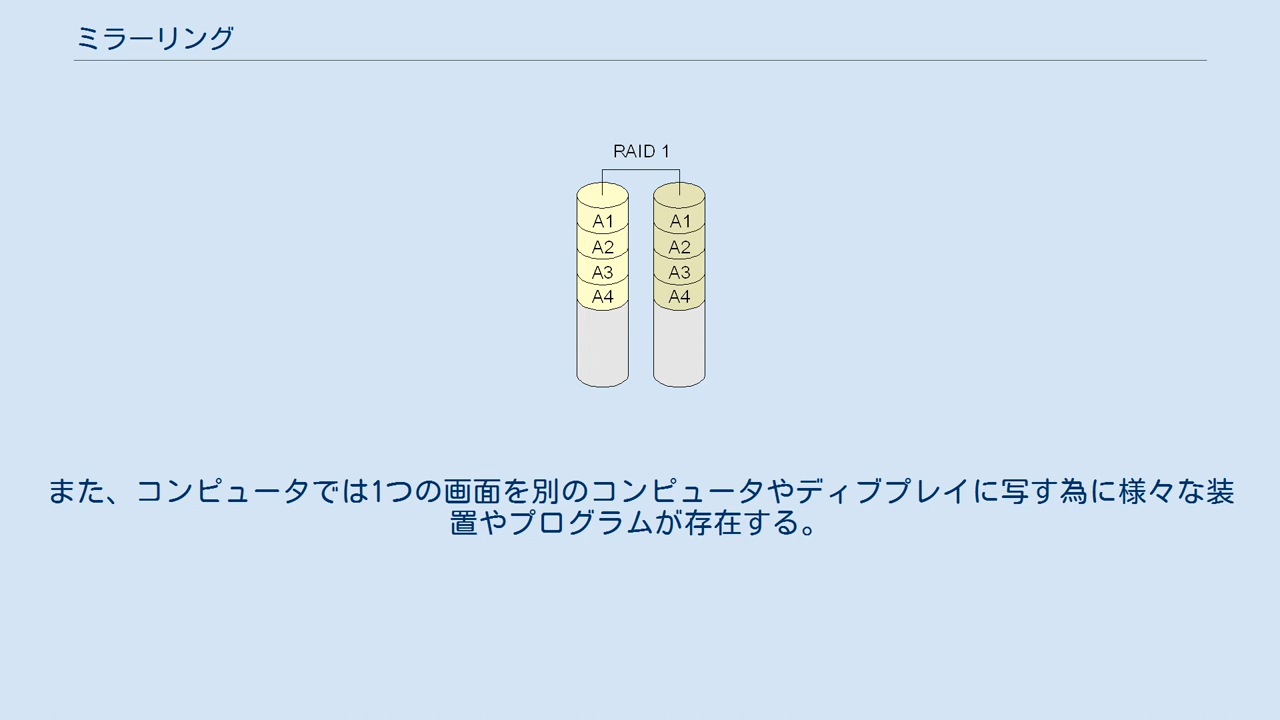 ミラーリング
RAID 1
A1 A1
A2 A2
A3 A3
A4 A4
また、コンピュータでは1つの画面を別のコンピュータやディブプレイに写す為に様々な装
置やプログラムが存在する。